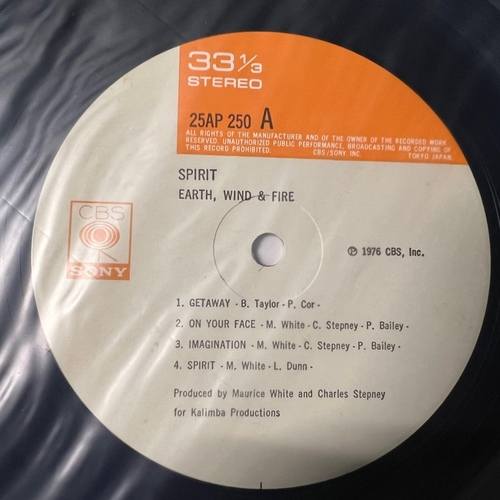 33 1/3
STEREO
25AP 250 A
ALL RIGHTS OF THE MANUFACTURER AND OF THE OWNER OF THE RECORDED WORK
RESERVED. UNAUTHORIZED PUBLIC PERFORMANCE, BROADCASTING AND COPYING OF
THIS RECORD PROHIBITED. CBS/SONY INC. TOKYO JAPAN.
SPIRIT
EARTH, WIND & FIRE
CBS
SONY
℗ 1976 CBS, Inc.
1. GETAWAY - B. Taylor - P. Cor -
2. ON YOUR FACE - M. White - C. Stepney - P. Bailey -
3. IMAGINATION - M. White - C. Stepney - P. Bailey -
4. SPIRIT - M. White - L. Dunn -
Produced by Maurice White and Charles Stepney
for Kalimba Productions